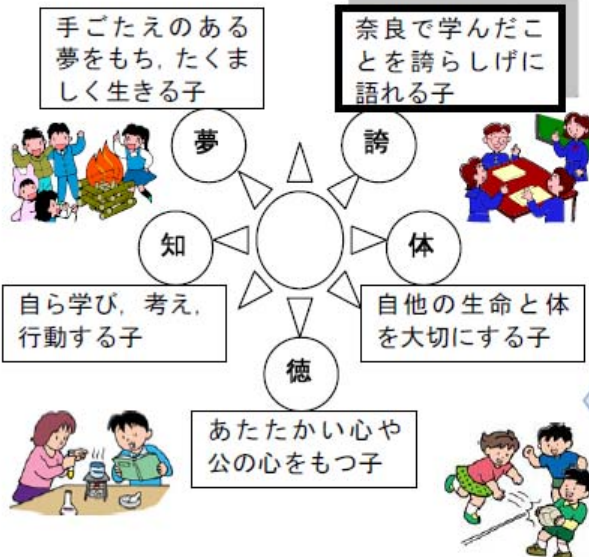 手ごたえのある
夢をもち，たくま
しく生きる子
奈良で学んだこ
とを誇らしげに
語れる子
夢
誇
知
体
自ら学び，考え，
行動する子
自他の生命と体
を大切にする子
徳
あたたかい心や
公の心をもつ子